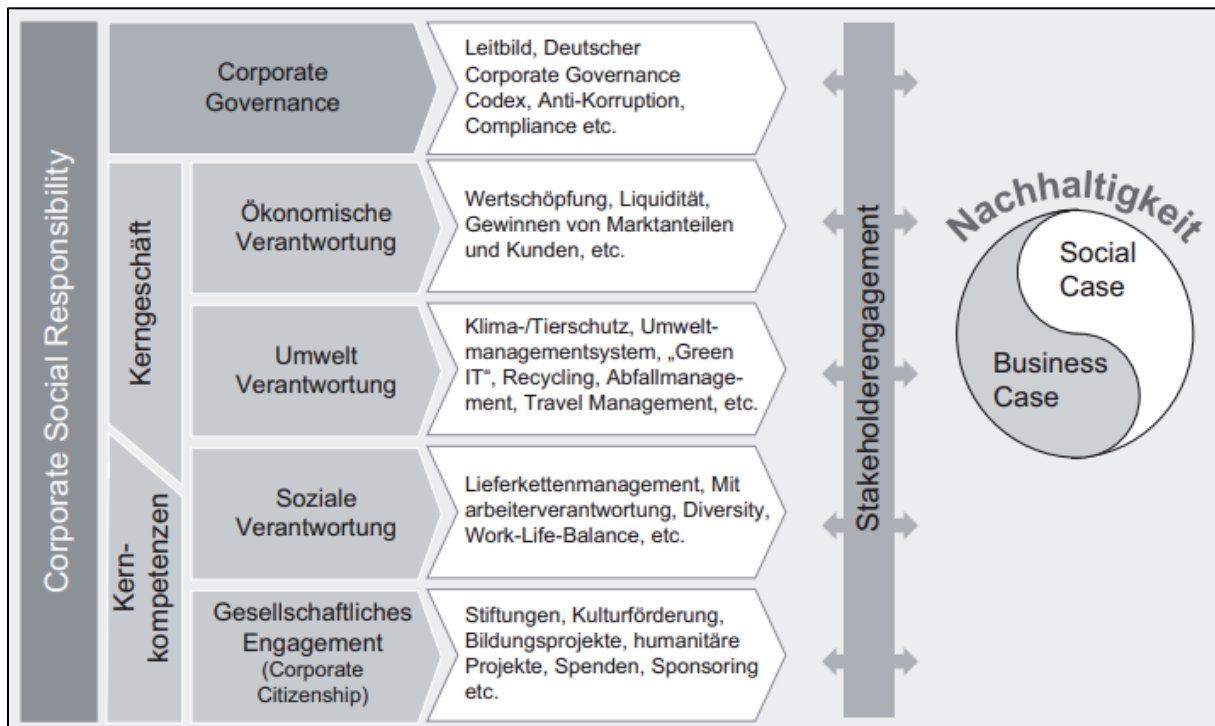 Corporate Social Responsibility
Corporate
Governance
Leitbild, Deutscher
Corporate Governance
Codex, Anti-Korruption,
Compliance etc.
Kerngeschäft
Ökonomische
Verantwortung
Wertschöpfung, Liquidität,
Gewinnen von Marktanteilen
und Kunden, etc.
Umwelt
Verantwortung
Klima-/Tierschutz, Umwelt-
managementsystem, „Green
IT“, Recycling, Abfallmanage-
ment, Travel Management, etc.
Kern-
kompetenzen
Soziale
Verantwortung
Lieferkettenmanagement, Mit
arbeiterverantwortung, Diversity,
Work-Life-Balance, etc.
Gesellschaftliches
Engagement
(Corporate
Citizenship)
Stiftungen, Kulturförderung,
Bildungsprojekte, humanitäre
Projekte, Spenden, Sponsoring
etc.
Stakeholderengagement
Nachhaltigkeit
Social
Case
Business
Case